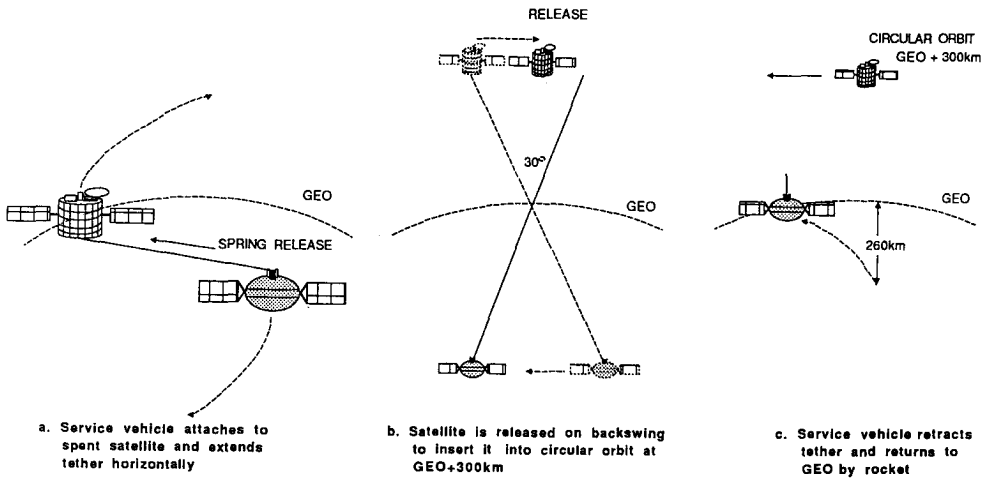 GEO
SPRING RELEASE
a. Service vehicle attaches to
spent satellite and extends
tether horizontally
RELEASE
30°
GEO
b. Satellite is released on backswing
to insert it into circular orbit at
GEO+300km
CIRCULAR ORBIT
GEO + 300km
GEO
260km
c. Service vehicle retracts
tether and returns to
GEO by rocket